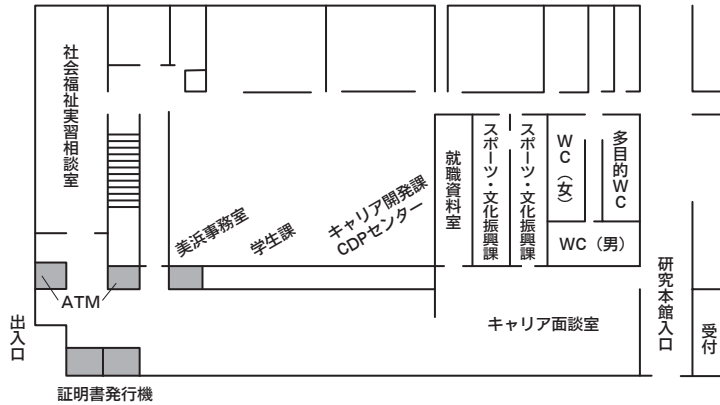 社会福祉実習相談室
美浜事務室
学生課
キャリア開発課
CDPセンター
就職資料室
スポーツ・文化振興課
スポーツ・文化振興課
WC（女）
多目的WC
WC（男）
ATM
出入口
証明書発行機
キャリア面談室
研究本館入口
受付